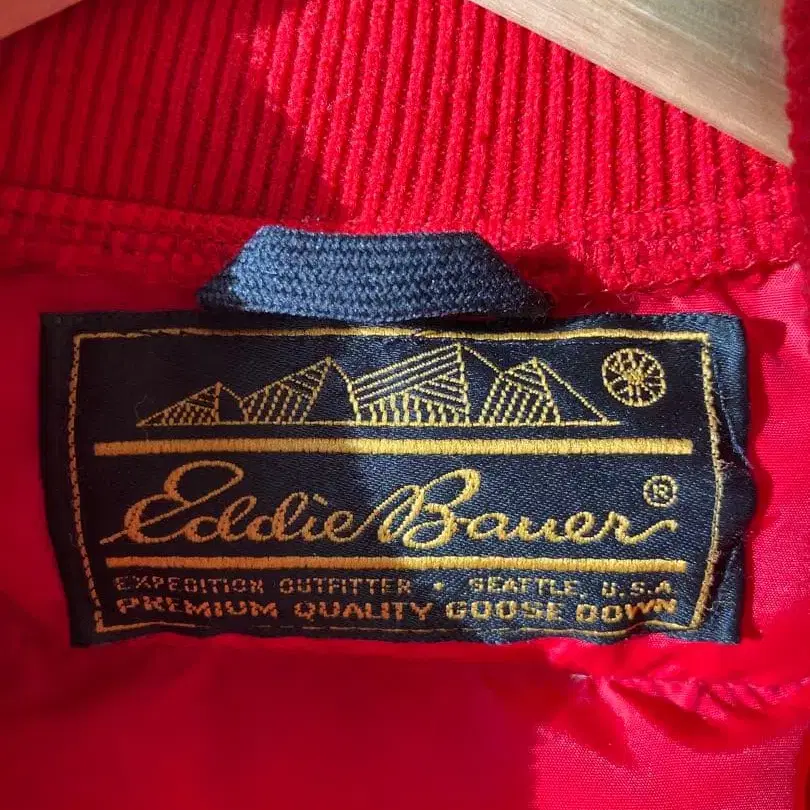 Eddie Bauer ®
EXPEDITION OUTFITTER • SEATTLE, U.S.A
PREMIUM QUALITY GOOSE DOWN